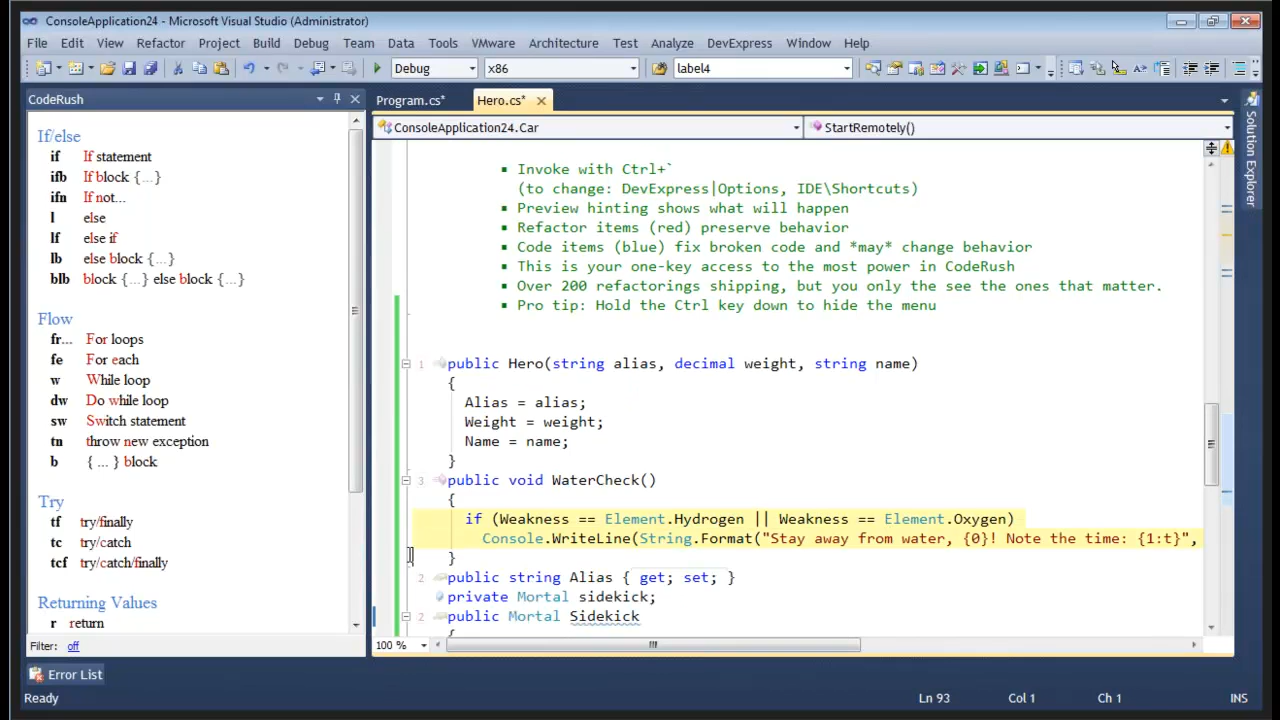 ConsoleApplication24 - Microsoft Visual Studio (Administrator)
File Edit View Refactor Project Build Debug Team Data Tools VMware Architecture Test Analyze DevExpress Window Help
Debug x86 label4
CodeRush
Program.cs* Hero.cs*
ConsoleApplication24.Car StartRemotely()
If/else
if If statement
ifb If block {...}
ifn If not...
l else
lf else if
lb else block {...}
blb block {...} else block {...}
Flow
fr... For loops
fe For each
w While loop
dw Do while loop
sw Switch statement
tn throw new exception
b { ... } block
Try
tf try/finally
tc try/catch
tcf try/catch/finally
Returning Values
r return
Filter: off
▪ Invoke with Ctrl+`
(to change: DevExpress|Options, IDE\Shortcuts)
▪ Preview hinting shows what will happen
▪ Refactor items (red) preserve behavior
▪ Code items (blue) fix broken code and *may* change behavior
▪ This is your one-key access to the most power in CodeRush
▪ Over 200 refactorings shipping, but you only the see the ones that matter.
▪ Pro tip: Hold the Ctrl key down to hide the menu
1 public Hero(string alias, decimal weight, string name)
{
Alias = alias;
Weight = weight;
Name = name;
}
3 public void WaterCheck()
{
if (Weakness == Element.Hydrogen || Weakness == Element.Oxygen)
Console.WriteLine(String.Format("Stay away from water, {0}! Note the time: {1:t}",
}
2 public string Alias { get; set; }
private Mortal sidekick;
2 public Mortal Sidekick
{
100 %
Solution Explorer
Error List
Ready Ln 93 Col 1 Ch 1 INS